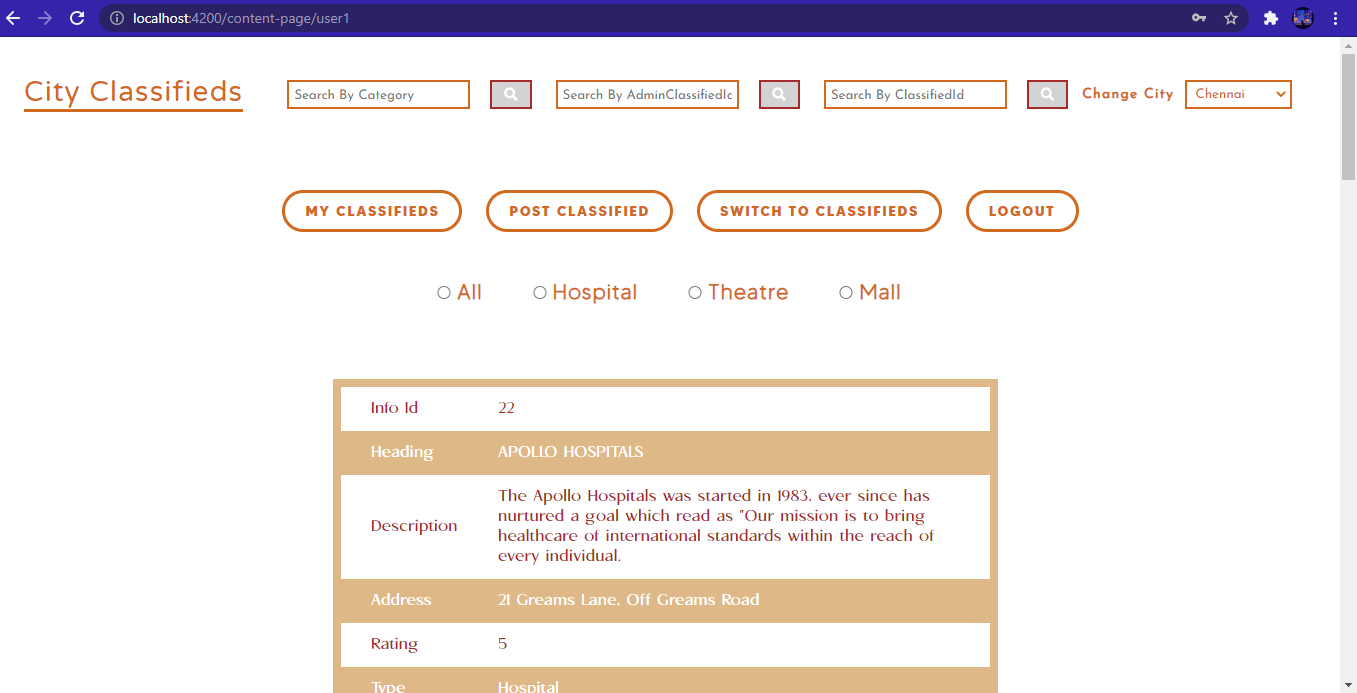 localhost:4200/content-page/user1
City Classifieds
Search By Category
Search By AdminClassifiedId
Search By ClassifiedId
Change City
Chennai
MY CLASSIFIEDS
POST CLASSIFIED
SWITCH TO CLASSIFIEDS
LOGOUT
All
Hospital
Theatre
Mall
Info Id 22
Heading APOLLO HOSPITALS
Description
The Apollo Hospitals was started in 1983, ever since has
nurtured a goal which read as "Our mission is to bring
healthcare of international standards within the reach of
every individual.
Address 21 Greams Lane, Off Greams Road
Rating 5
Type Hospital